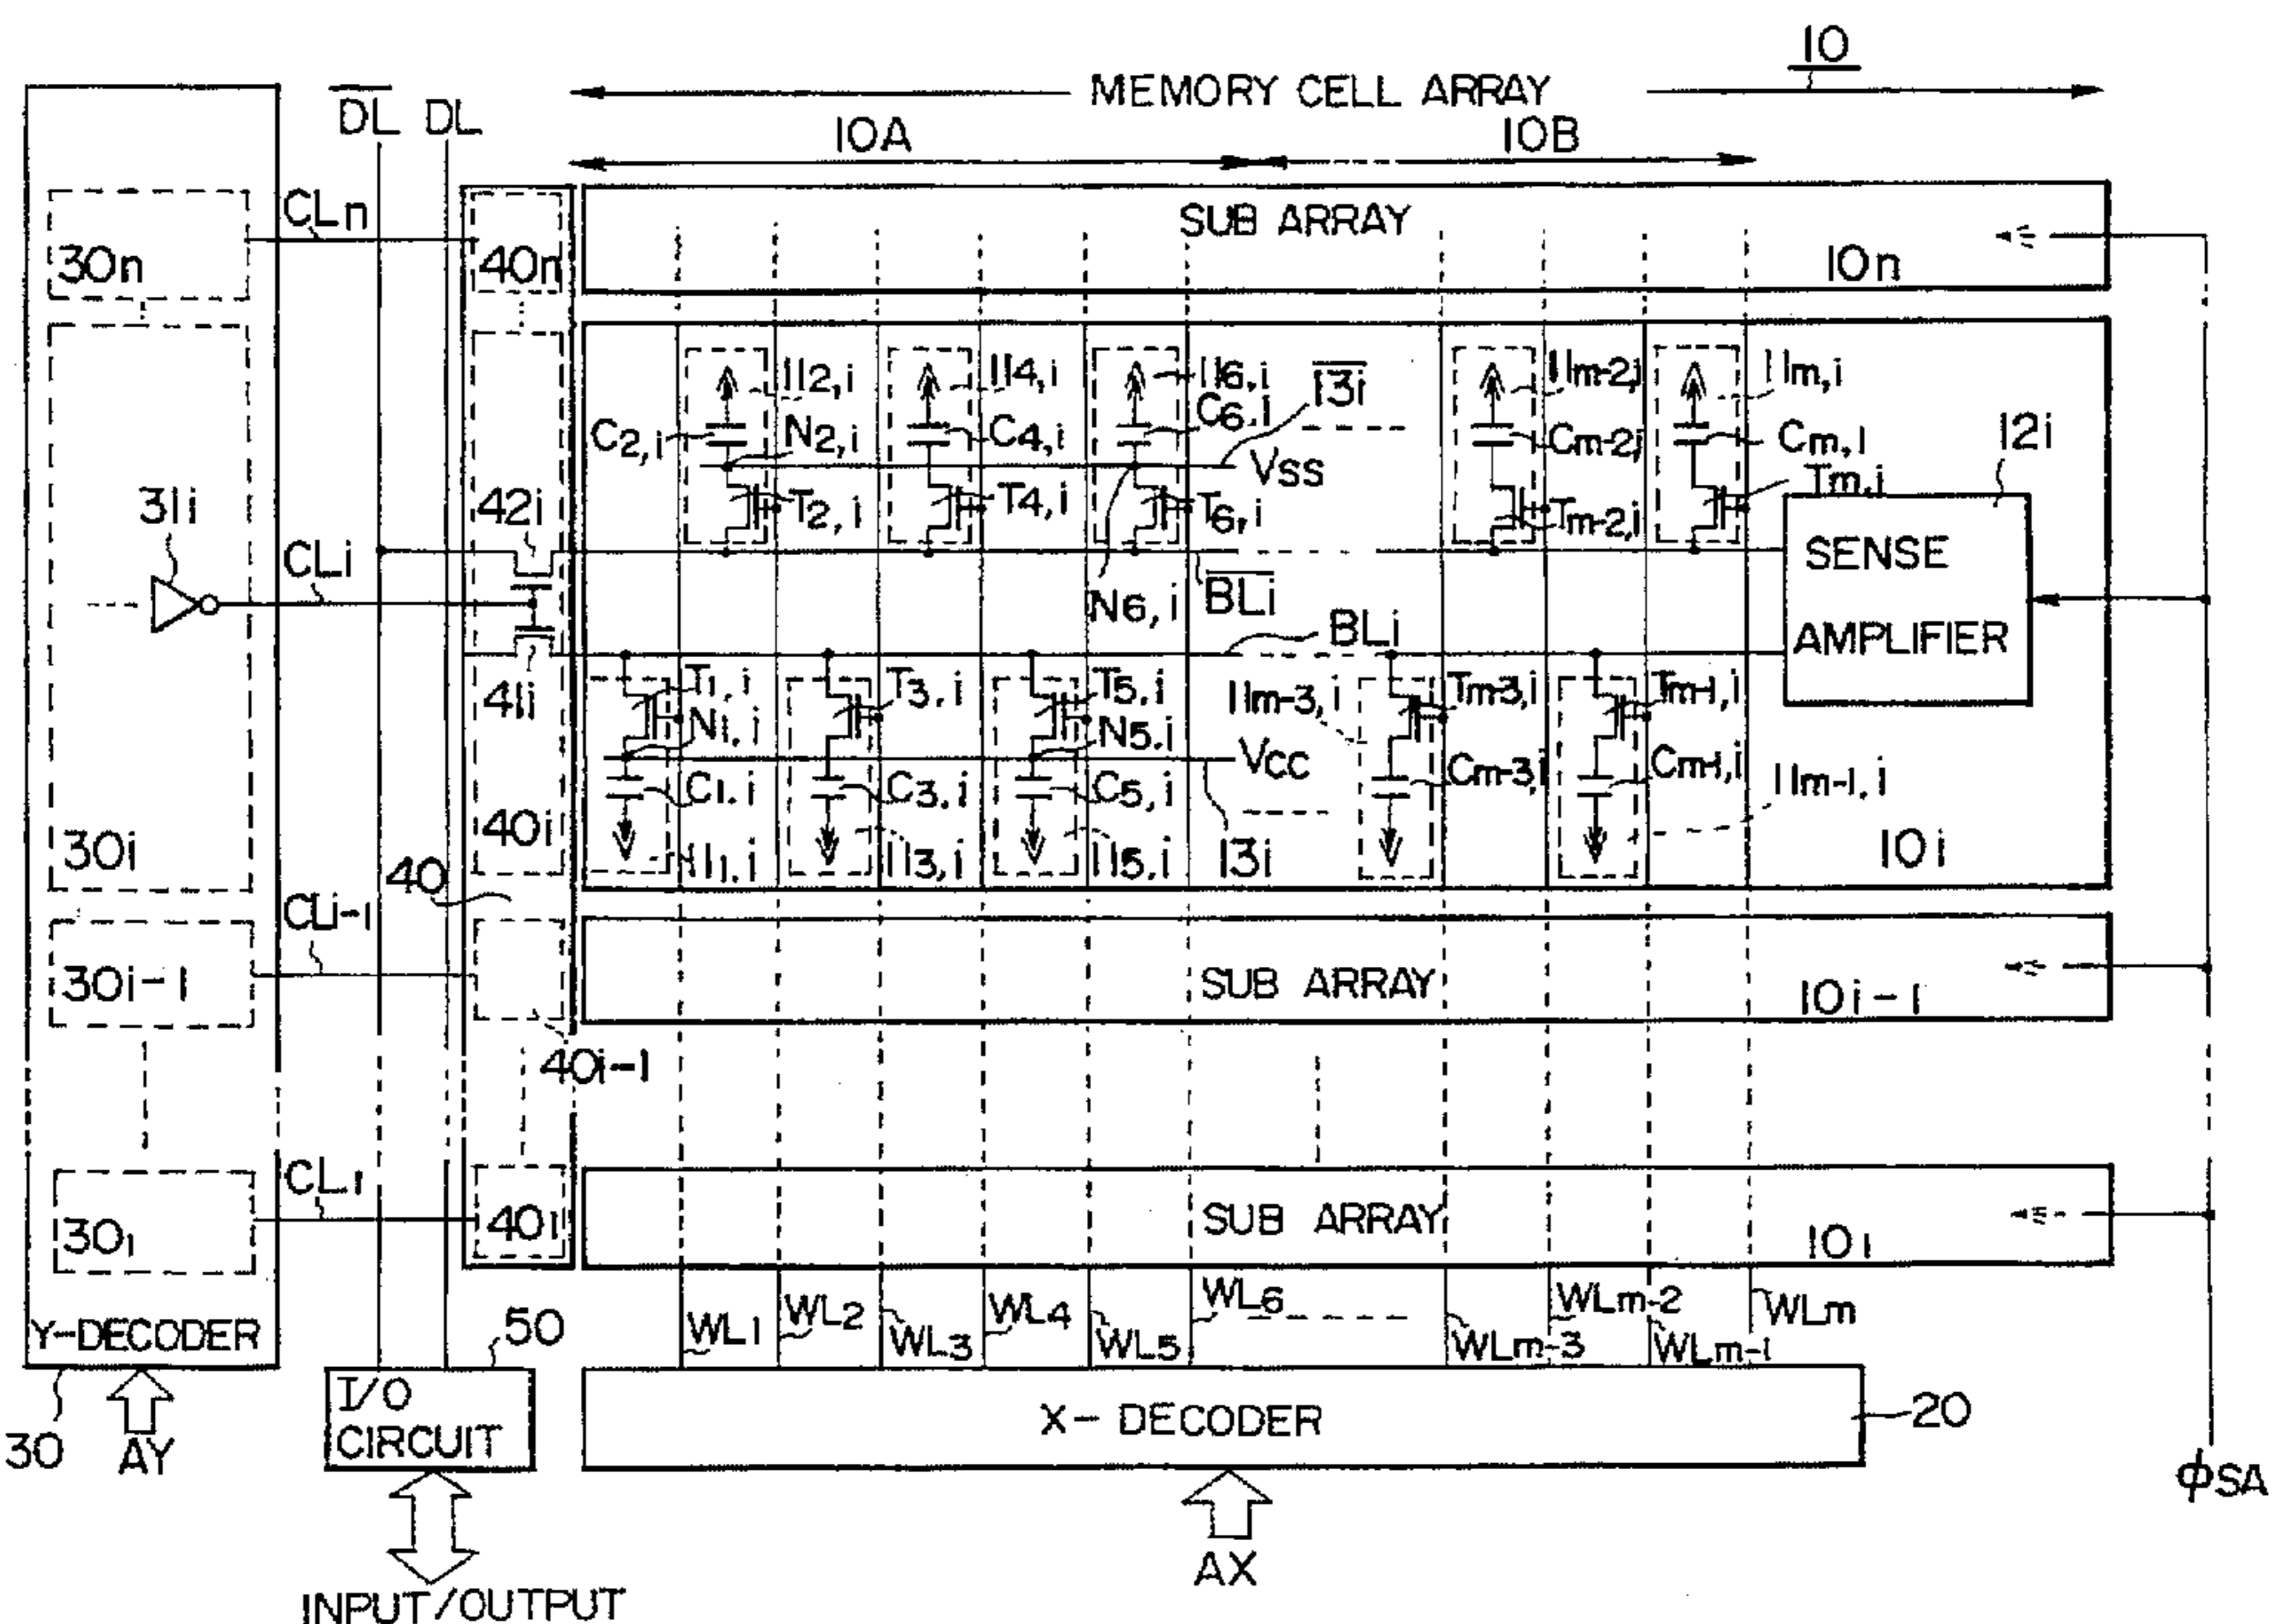 10
MEMORY CELL ARRAY
10A
10B
D̅L̅ DL
CLn
30n
40n
SUB ARRAY
10n
112,i
114,i
116,i
1̅3̅i̅
11m-2,i
11m,i
C2,i
N2,i
C4,i
C6,i
Cm-2,i
Cm,i
12i
VSS
31i
42i
T2,i
T4,i
T6,i
Tm-2,i
Tm,i
CLi
SENSE
AMPLIFIER
N6,i
B̅L̅i̅
BLi
41i
T1,i
T3,i
T5,i
11m-3,i
Tm-3,i
Tm-1,i
N1,i
N5,i
VCC
C1,i
C3,i
C5,i
Cm-3,i
Cm-1,i
30i
40i
111,i
113,i
115,i
13i
11m-1,i
10i
40
CLi-1
30i-1
SUB ARRAY
10i-1
40i-1
CL1
301
401
SUB ARRAY
101
Y-DECODER
50
WL1
WL2
WL3
WL4
WL5
WL6
WLm-3
WLm-2
WLm-1
WLm
30
AY
I/O
CIRCUIT
X-DECODER
20
φSA
INPUT/OUTPUT
AX